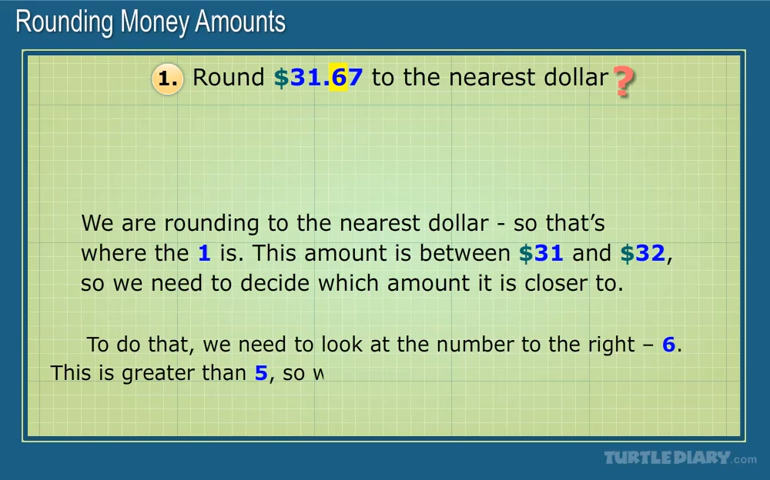 Rounding Money Amounts
1. Round $31.67 to the nearest dollar ?
We are rounding to the nearest dollar - so that's
where the 1 is. This amount is between $31 and $32,
so we need to decide which amount it is closer to.
To do that, we need to look at the number to the right – 6.
This is greater than 5, so w
TURTLEDIARY.com